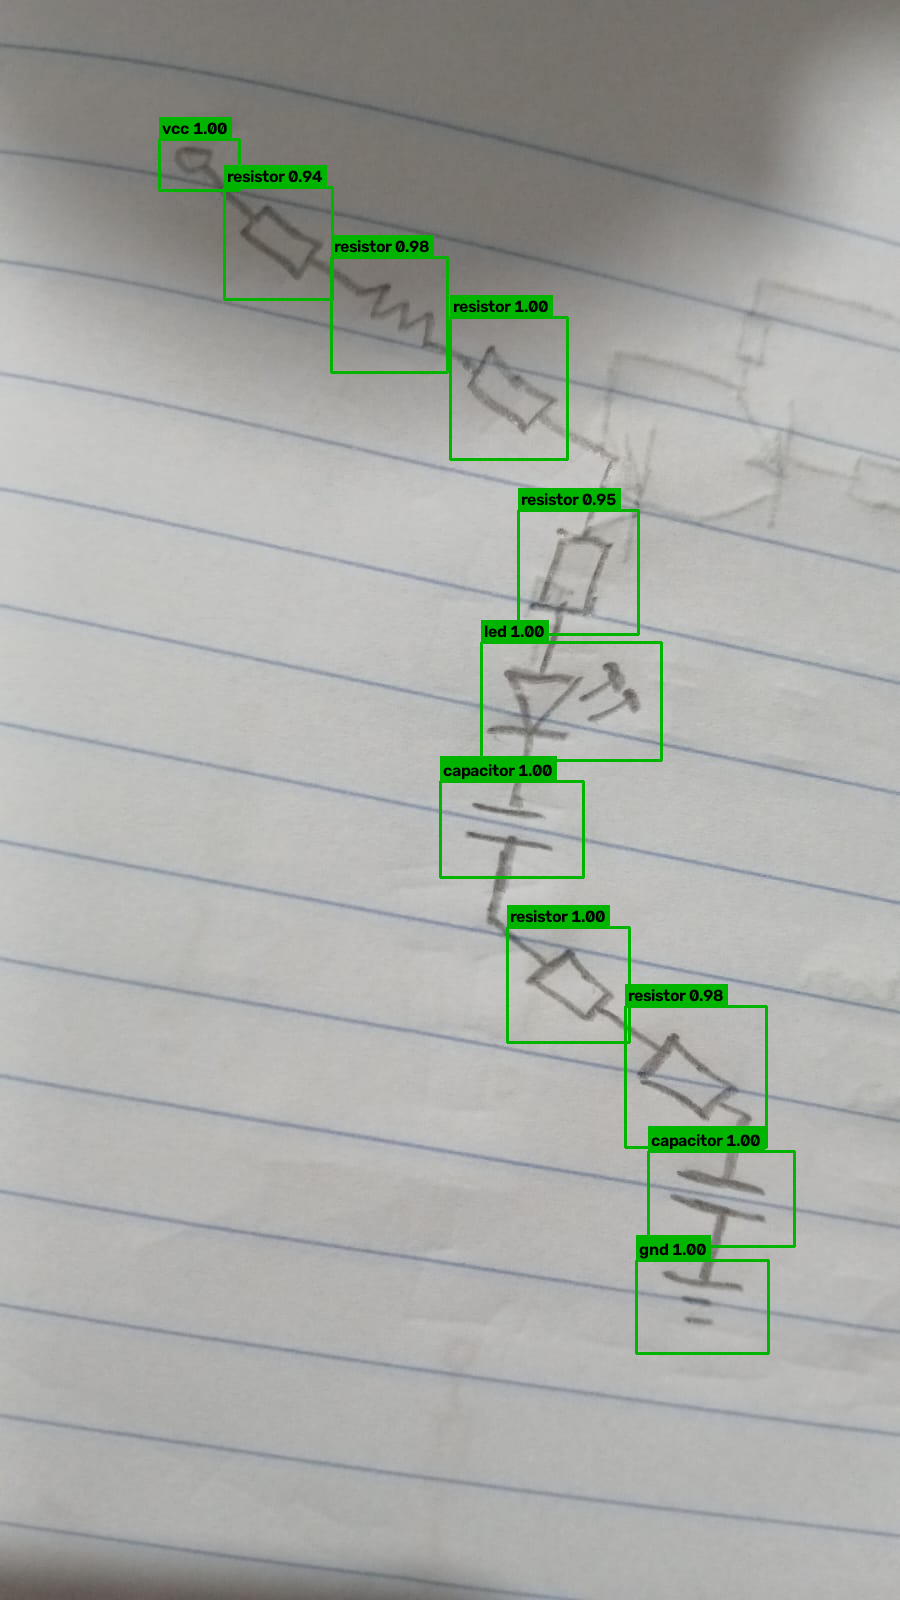 vcc 1.00
resistor 0.94
resistor 0.98
resistor 1.00
resistor 0.95
led 1.00
capacitor 1.00
resistor 1.00
resistor 0.98
capacitor 1.00
gnd 1.00